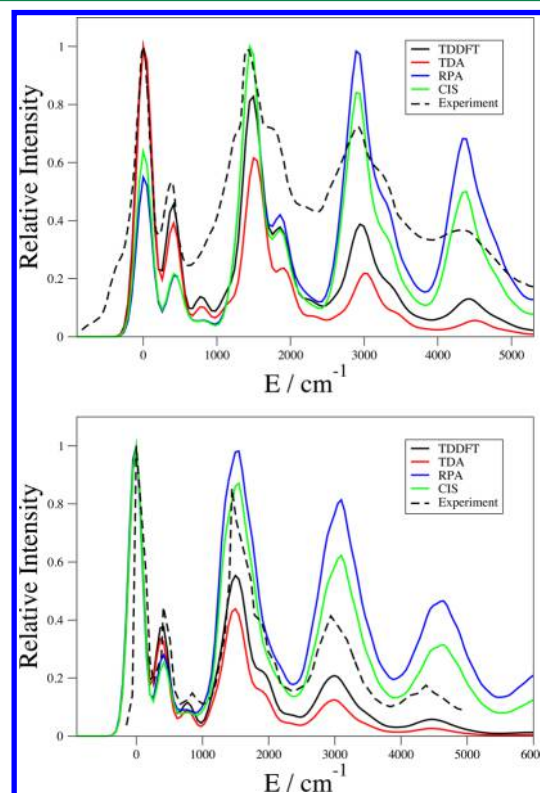 Relative Intensity
1
0.8
0.6
0.4
0.2
0
TDDFT
TDA
RPA
CIS
Experiment
0 1000 2000 3000 4000 5000
E / cm-1
Relative Intensity
1
0.8
0.6
0.4
0.2
0
TDDFT
TDA
RPA
CIS
Experiment
0 1000 2000 3000 4000 5000 600
E / cm-1